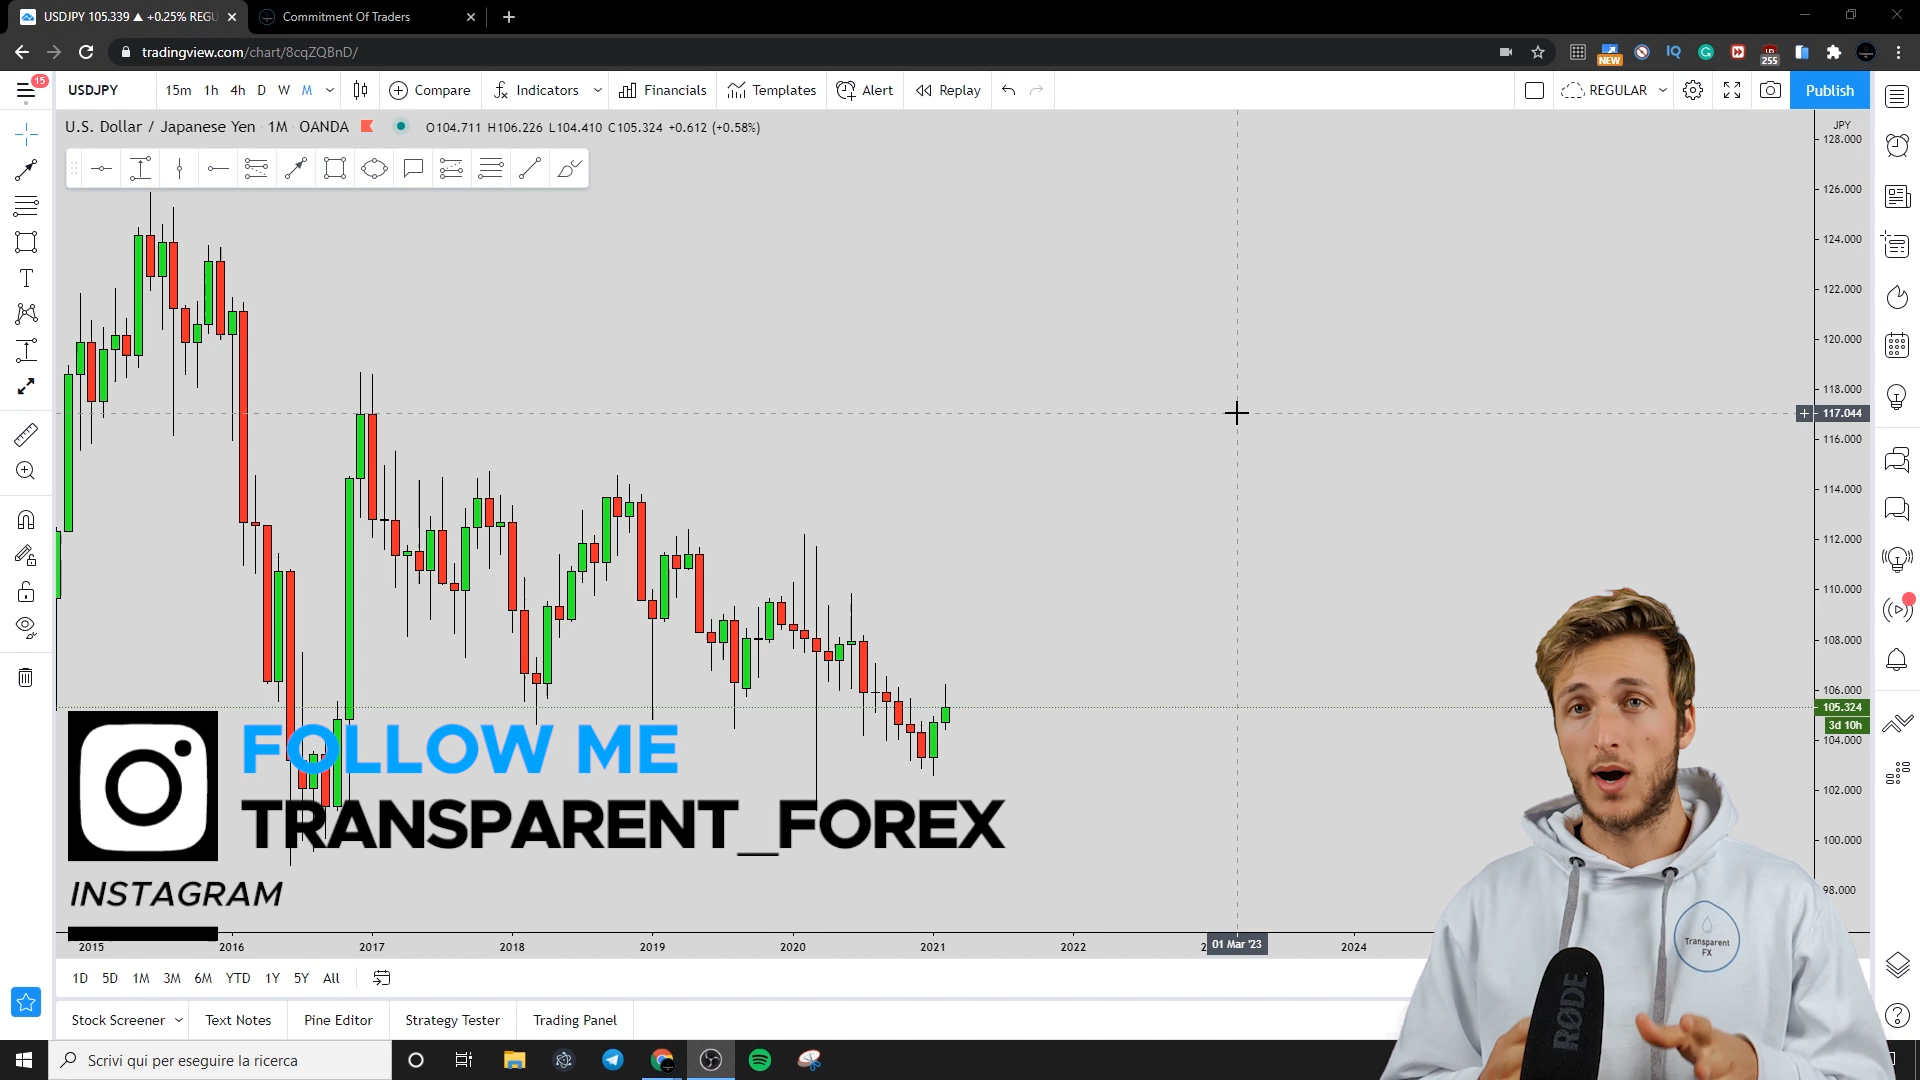 USDJPY 105.339 ▲ +0.25% REGU
Commitment Of Traders
tradingview.com/chart/8cqZQBnD/
NEW
IQ
255
15
USDJPY
15m 1h 4h D W M
Compare
Indicators
Financials
Templates
Alert
Replay
REGULAR
Publish
U.S. Dollar / Japanese Yen 1M OANDA
O104.711 H106.226 L104.410 C105.324 +0.612 (+0.58%)
JPY
128.000
126.000
124.000
122.000
120.000
118.000
117.044
116.000
114.000
112.000
110.000
108.000
106.000
105.324
3d 10h
104.000
102.000
100.000
98.000
FOLLOW ME
TRANSPARENT_FOREX
INSTAGRAM
Transparent
FX
RØDE
2015 2016 2017 2018 2019 2020 2021 2022 01 Mar '23 2024
1D 5D 1M 3M 6M YTD 1Y 5Y All
Stock Screener Text Notes Pine Editor Strategy Tester Trading Panel
Scrivi qui per eseguire la ricerca